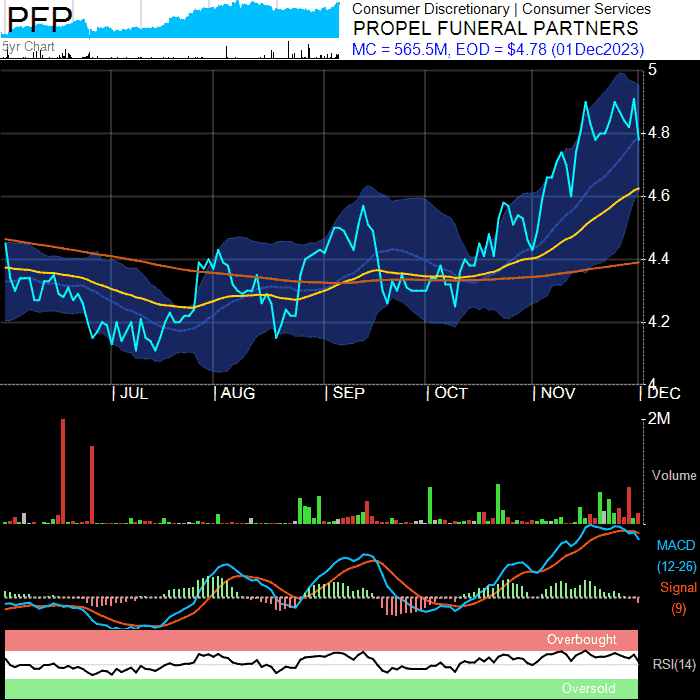 PFP
5yr Chart
Consumer Discretionary | Consumer Services
PROPEL FUNERAL PARTNERS
MC = 565.5M, EOD = $4.78 (01Dec2023)
5
4.8
4.6
4.4
4.2
4
| JUL | AUG | SEP | OCT | NOV | DEC
2M
Volume
MACD
(12-26)
Signal
(9)
Overbought
RSI(14)
Oversold